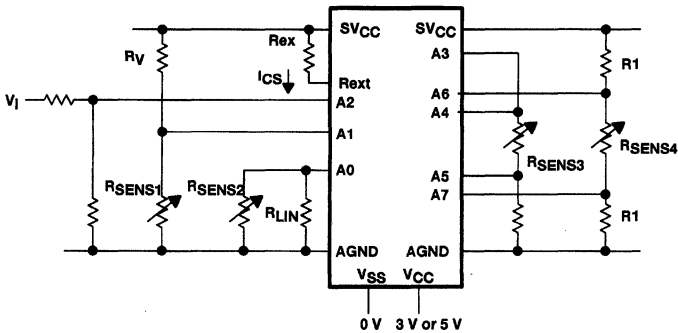 SVCC SVCC
Rex
RV A3
R1
ICS Rext A6
VI A2 A4
A1 RSENS3 RSENS4
RSENS1 RSENS2 A0 A5
RLIN A7 R1
AGND AGND
VSS VCC
0 V 3 V or 5 V